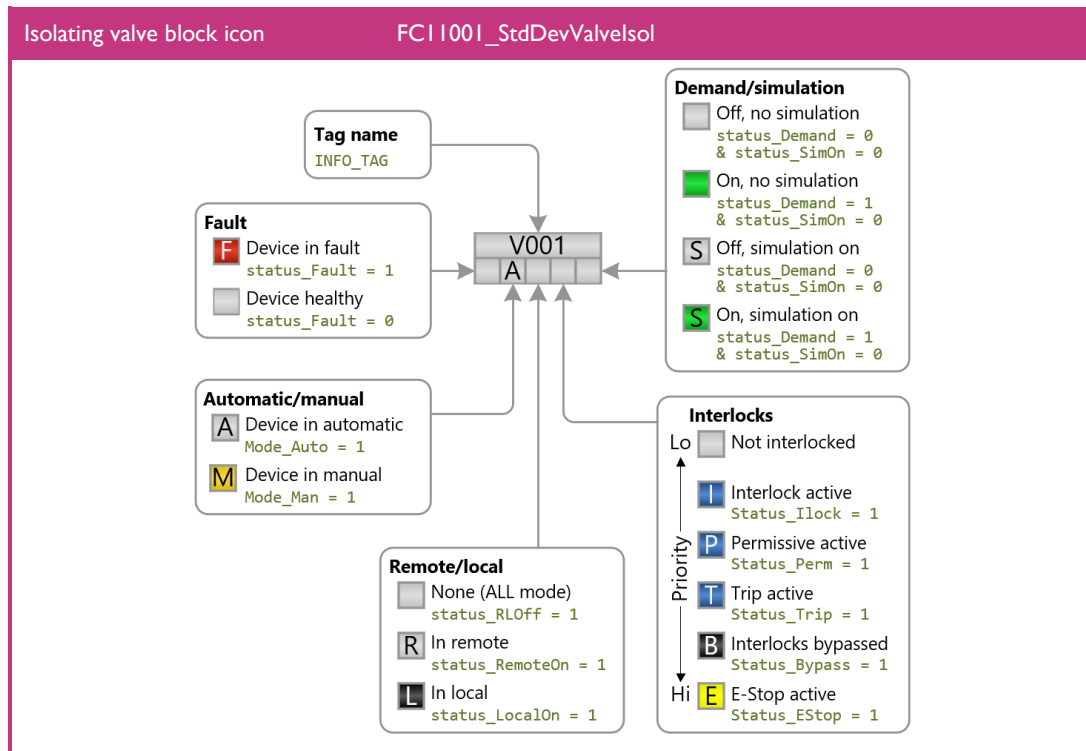 Isolating valve block icon FC11001_StdDevValveIsol
Tag name
INFO_TAG
Fault
F Device in fault
status_Fault = 1
Device healthy
status_Fault = 0
V001
A
Demand/simulation
Off, no simulation
status_Demand = 0
& status_SimOn = 0
On, no simulation
status_Demand = 1
& status_SimOn = 0
S Off, simulation on
status_Demand = 0
& status_SimOn = 0
S On, simulation on
status_Demand = 1
& status_SimOn = 0
Automatic/manual
A Device in automatic
Mode_Auto = 1
M Device in manual
Mode_Man = 1
Remote/local
None (ALL mode)
status_RLOff = 1
R In remote
status_RemoteOn = 1
L In local
status_LocalOn = 1
Interlocks
Lo Not interlocked
I Interlock active
Status_Ilock = 1
P Permissive active
Status_Perm = 1
Priority
T Trip active
Status_Trip = 1
B Interlocks bypassed
Status_Bypass = 1
Hi E E-Stop active
Status_EStop = 1